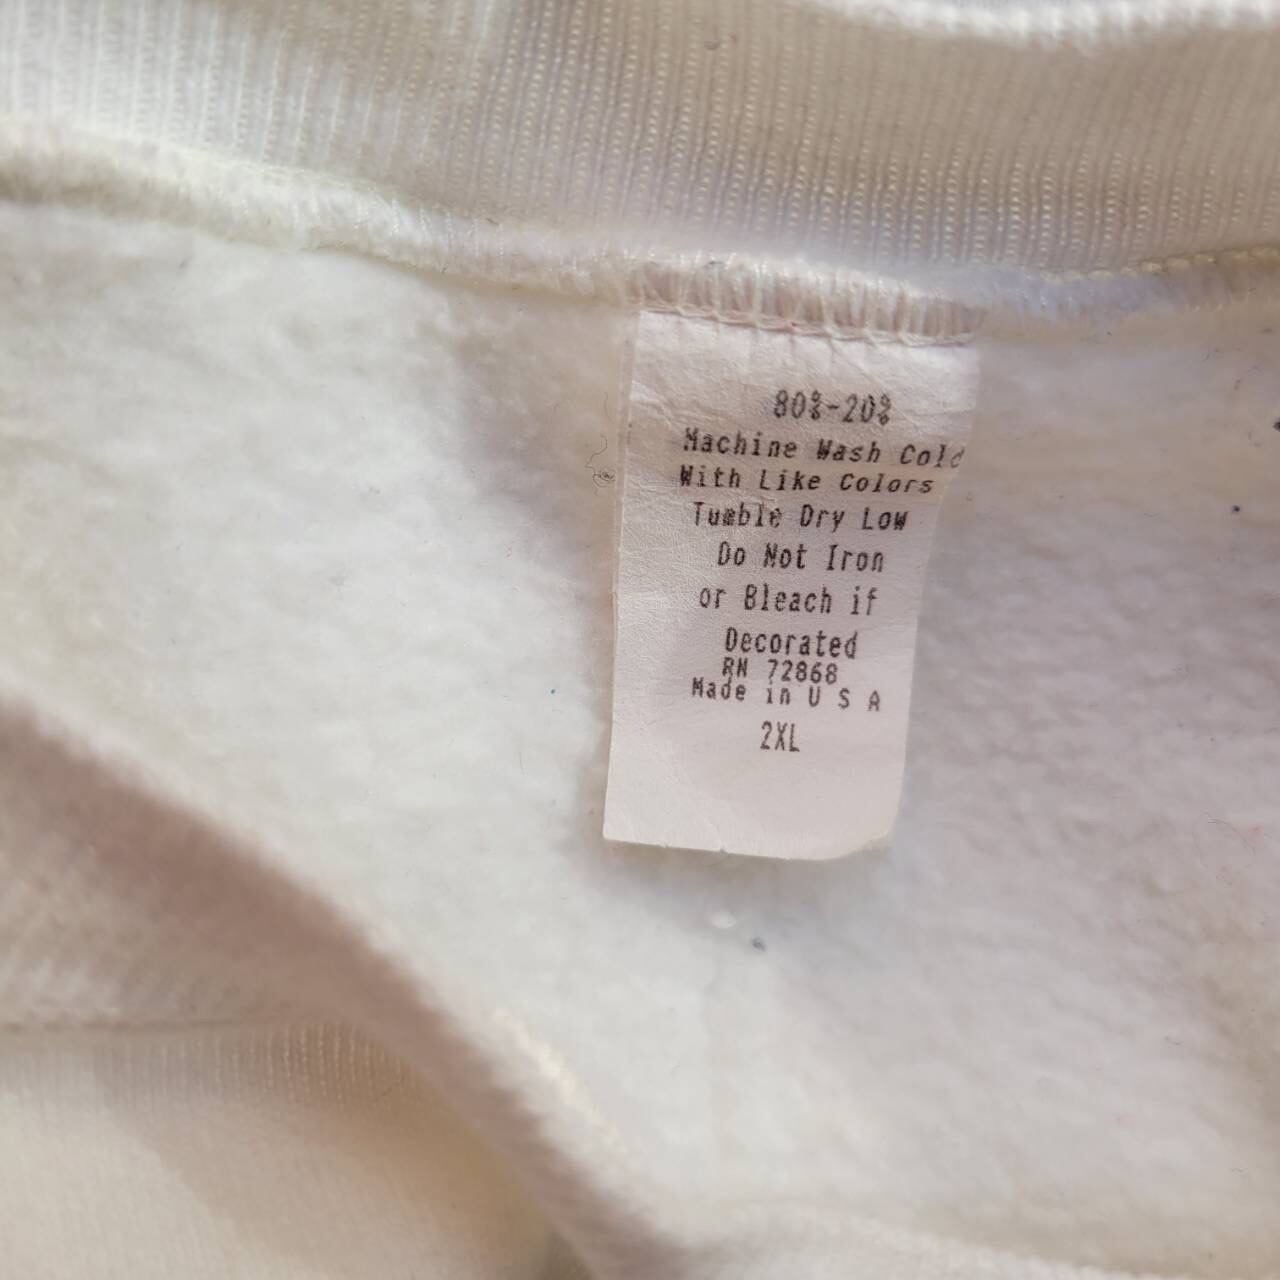 80%-20%
Machine Wash Cold
With Like Colors
Tumble Dry Low
Do Not Iron
or Bleach if
Decorated
RN 72868
Made in U S A
2XL